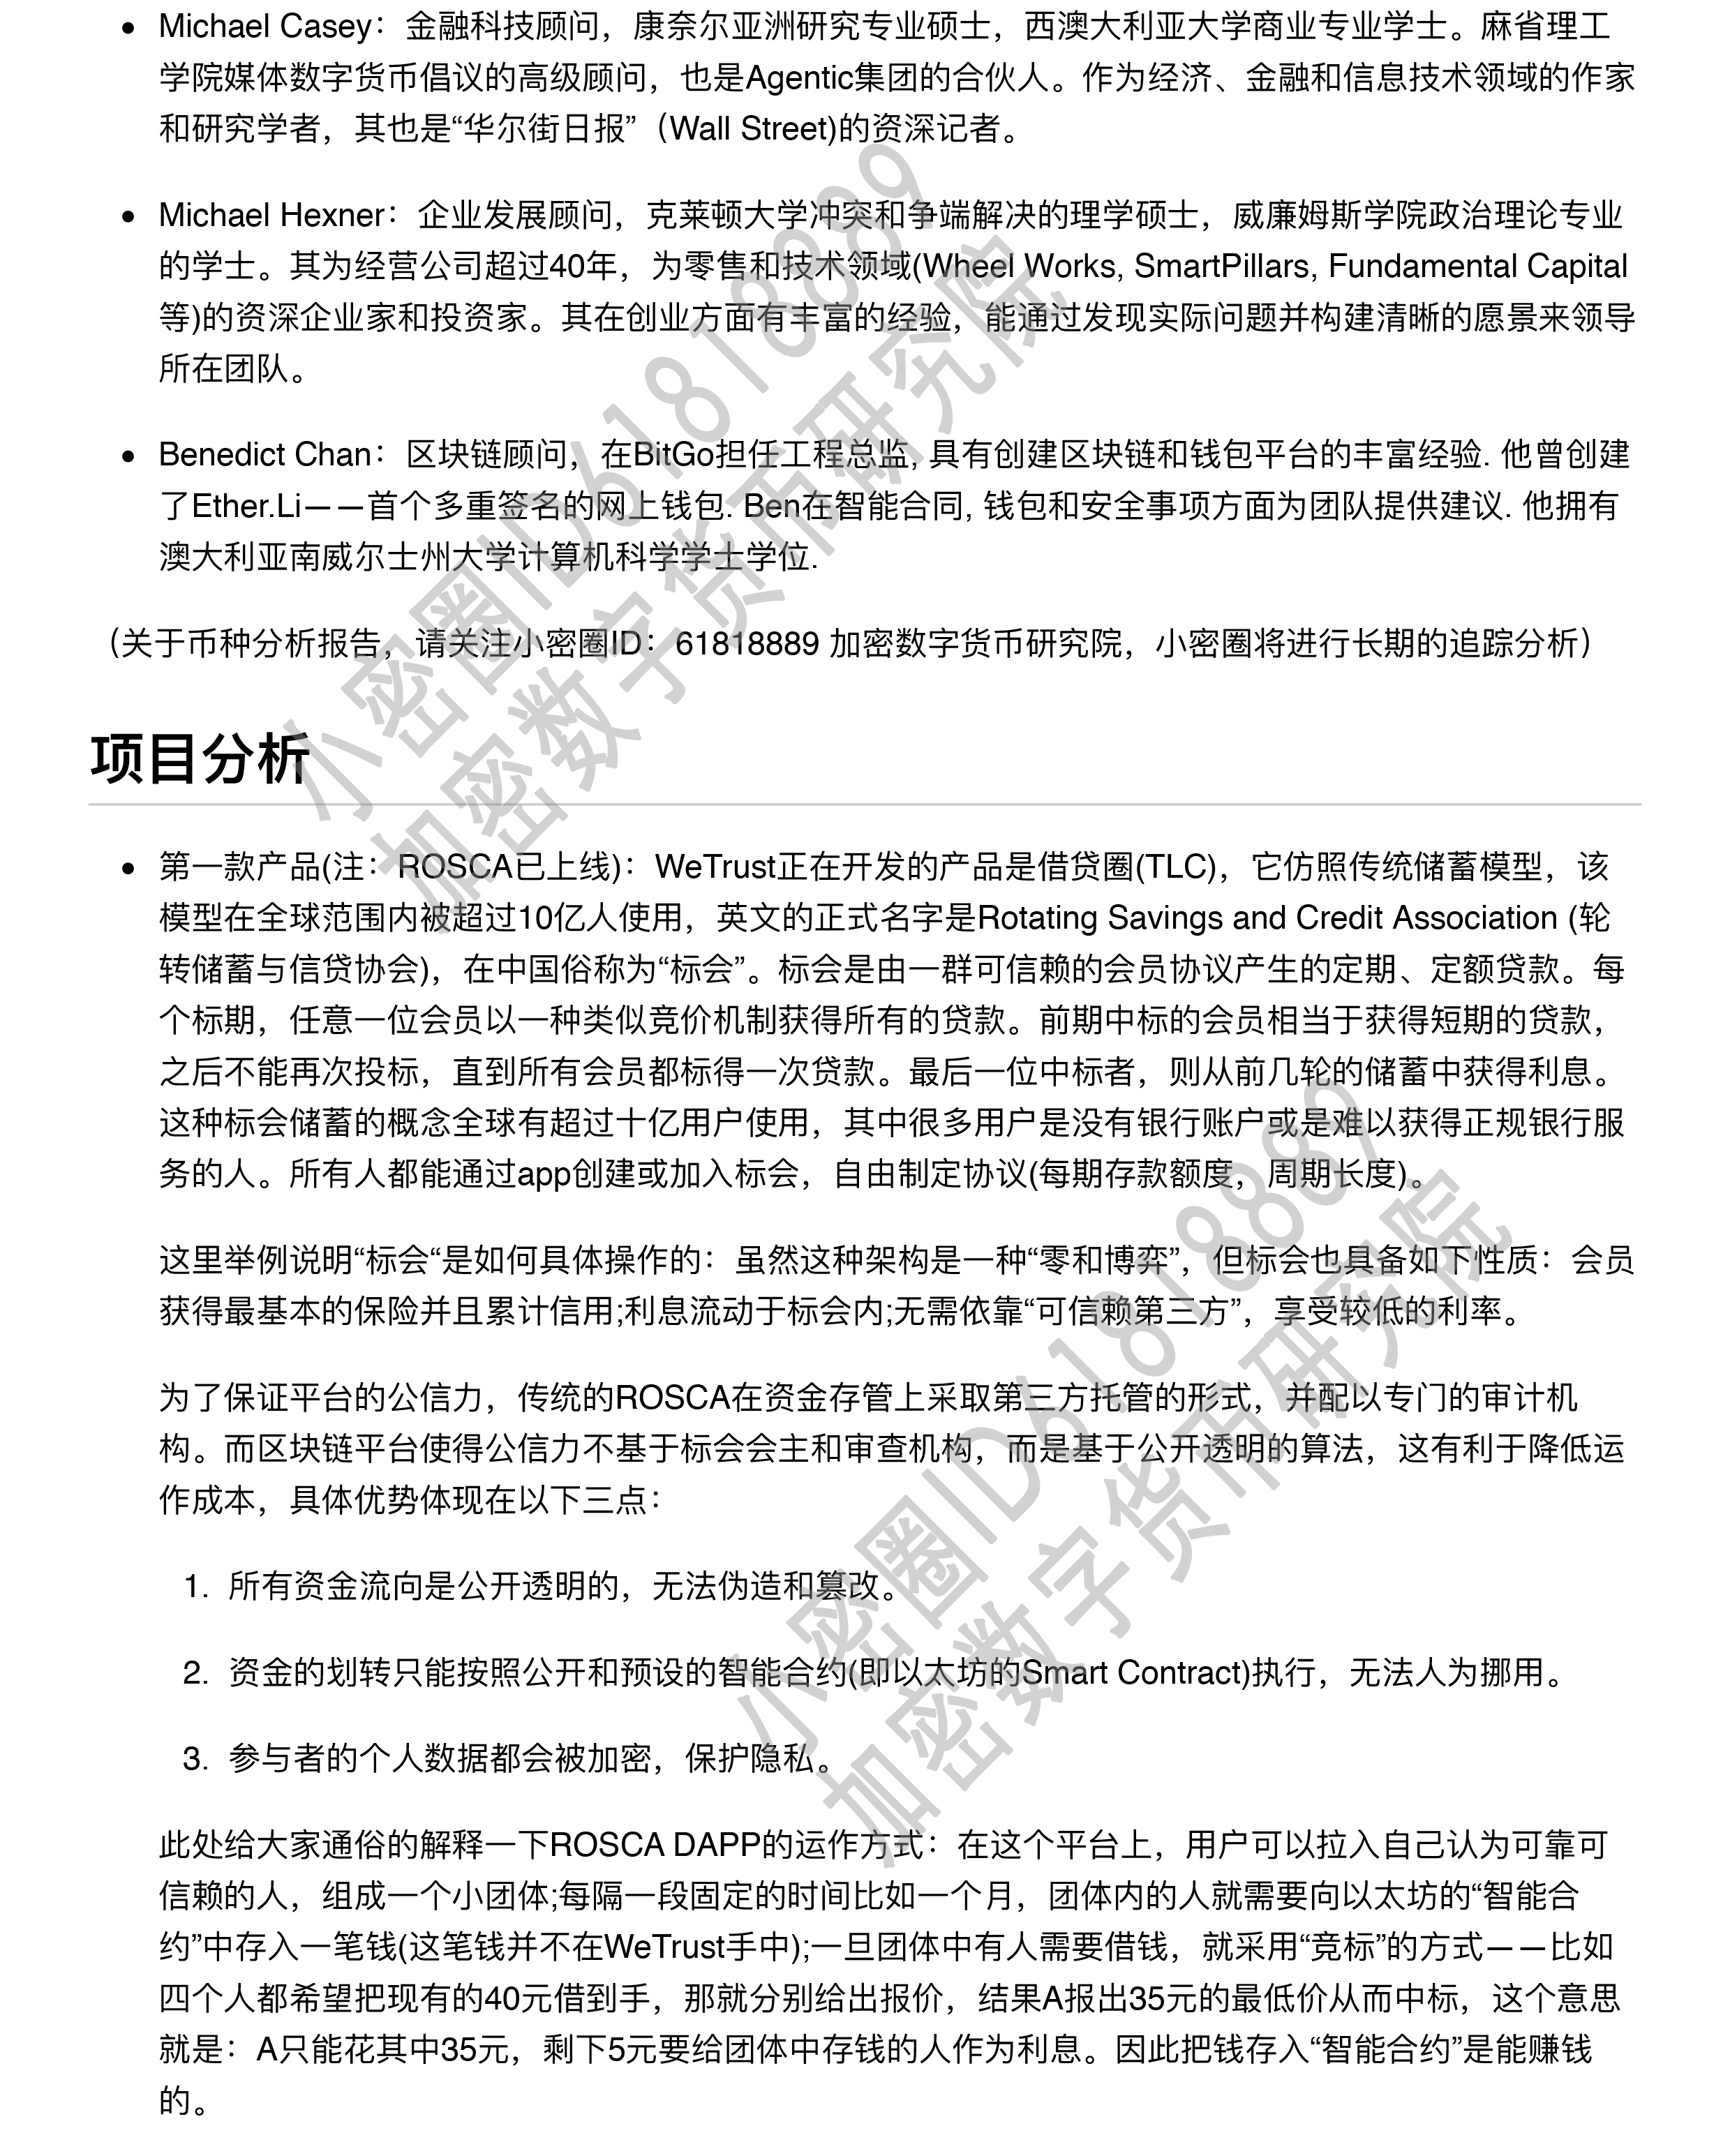 • Michael Casey：金融科技顾问，康奈尔亚洲研究专业硕士，西澳大利亚大学商业专业学士。麻省理工
学院媒体数字货币倡议的高级顾问，也是Agentic集团的合伙人。作为经济、金融和信息技术领域的作家
和研究学者，其也是“华尔街日报”（Wall Street)的资深记者。
• Michael Hexner：企业发展顾问，克莱顿大学冲突和争端解决的理学硕士，威廉姆斯学院政治理论专业
的学士。其为经营公司超过40年，为零售和技术领域(Wheel Works, SmartPillars, Fundamental Capital
等)的资深企业家和投资家。其在创业方面有丰富的经验，能通过发现实际问题并构建清晰的愿景来领导
所在团队。
• Benedict Chan：区块链顾问，在BitGo担任工程总监, 具有创建区块链和钱包平台的丰富经验. 他曾创建
了Ether.Li——首个多重签名的网上钱包. Ben在智能合同, 钱包和安全事项方面为团队提供建议. 他拥有
澳大利亚南威尔士州大学计算机科学学士学位.
（关于币种分析报告，请关注小密圈ID：61818889 加密数字货币研究院，小密圈将进行长期的追踪分析）
项目分析
• 第一款产品(注：ROSCA已上线)：WeTrust正在开发的产品是借贷圈(TLC)，它仿照传统储蓄模型，该
模型在全球范围内被超过10亿人使用，英文的正式名字是Rotating Savings and Credit Association (轮
转储蓄与信贷协会)，在中国俗称为“标会”。标会是由一群可信赖的会员协议产生的定期、定额贷款。每
个标期，任意一位会员以一种类似竞价机制获得所有的贷款。前期中标的会员相当于获得短期的贷款，
之后不能再次投标，直到所有会员都标得一次贷款。最后一位中标者，则从前几轮的储蓄中获得利息。
这种标会储蓄的概念全球有超过十亿用户使用，其中很多用户是没有银行账户或是难以获得正规银行服
务的人。所有人都能通过app创建或加入标会，自由制定协议(每期存款额度，周期长度)。
这里举例说明“标会“是如何具体操作的：虽然这种架构是一种“零和博弈”，但标会也具备如下性质：会员
获得最基本的保险并且累计信用;利息流动于标会内;无需依靠“可信赖第三方”，享受较低的利率。
为了保证平台的公信力，传统的ROSCA在资金存管上采取第三方托管的形式，并配以专门的审计机
构。而区块链平台使得公信力不基于标会会主和审查机构，而是基于公开透明的算法，这有利于降低运
作成本，具体优势体现在以下三点：
1. 所有资金流向是公开透明的，无法伪造和篡改。
2. 资金的划转只能按照公开和预设的智能合约(即以太坊的Smart Contract)执行，无法人为挪用。
3. 参与者的个人数据都会被加密，保护隐私。
此处给大家通俗的解释一下ROSCA DAPP的运作方式：在这个平台上，用户可以拉入自己认为可靠可
信赖的人，组成一个小团体;每隔一段固定的时间比如一个月，团体内的人就需要向以太坊的“智能合
约”中存入一笔钱(这笔钱并不在WeTrust手中);一旦团体中有人需要借钱，就采用“竞标”的方式——比如
四个人都希望把现有的40元借到手，那就分别给出报价，结果A报出35元的最低价从而中标，这个意思
就是：A只能花其中35元，剩下5元要给团体中存钱的人作为利息。因此把钱存入“智能合约”是能赚钱
的。
小密圈ID61818889
加密数字货币研究院
小密圈ID61818889
加密数字货币研究院